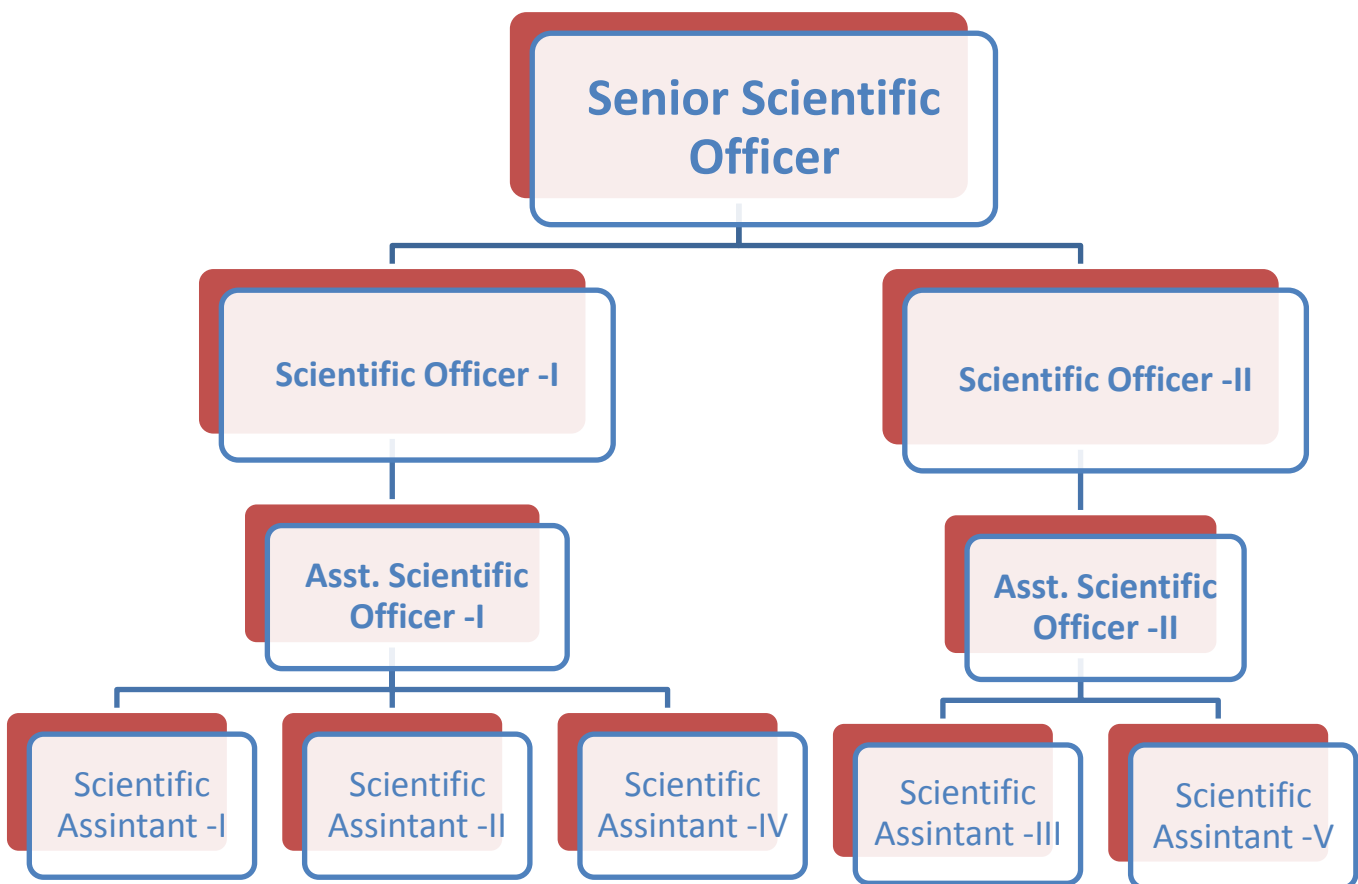 Senior Scientific
Officer
Scientific Officer -I
Scientific Officer -II
Asst. Scientific
Officer -I
Asst. Scientific
Officer -II
Scientific
Assintant -I
Scientific
Assintant -II
Scientific
Assintant -IV
Scientific
Assintant -III
Scientific
Assintant -V